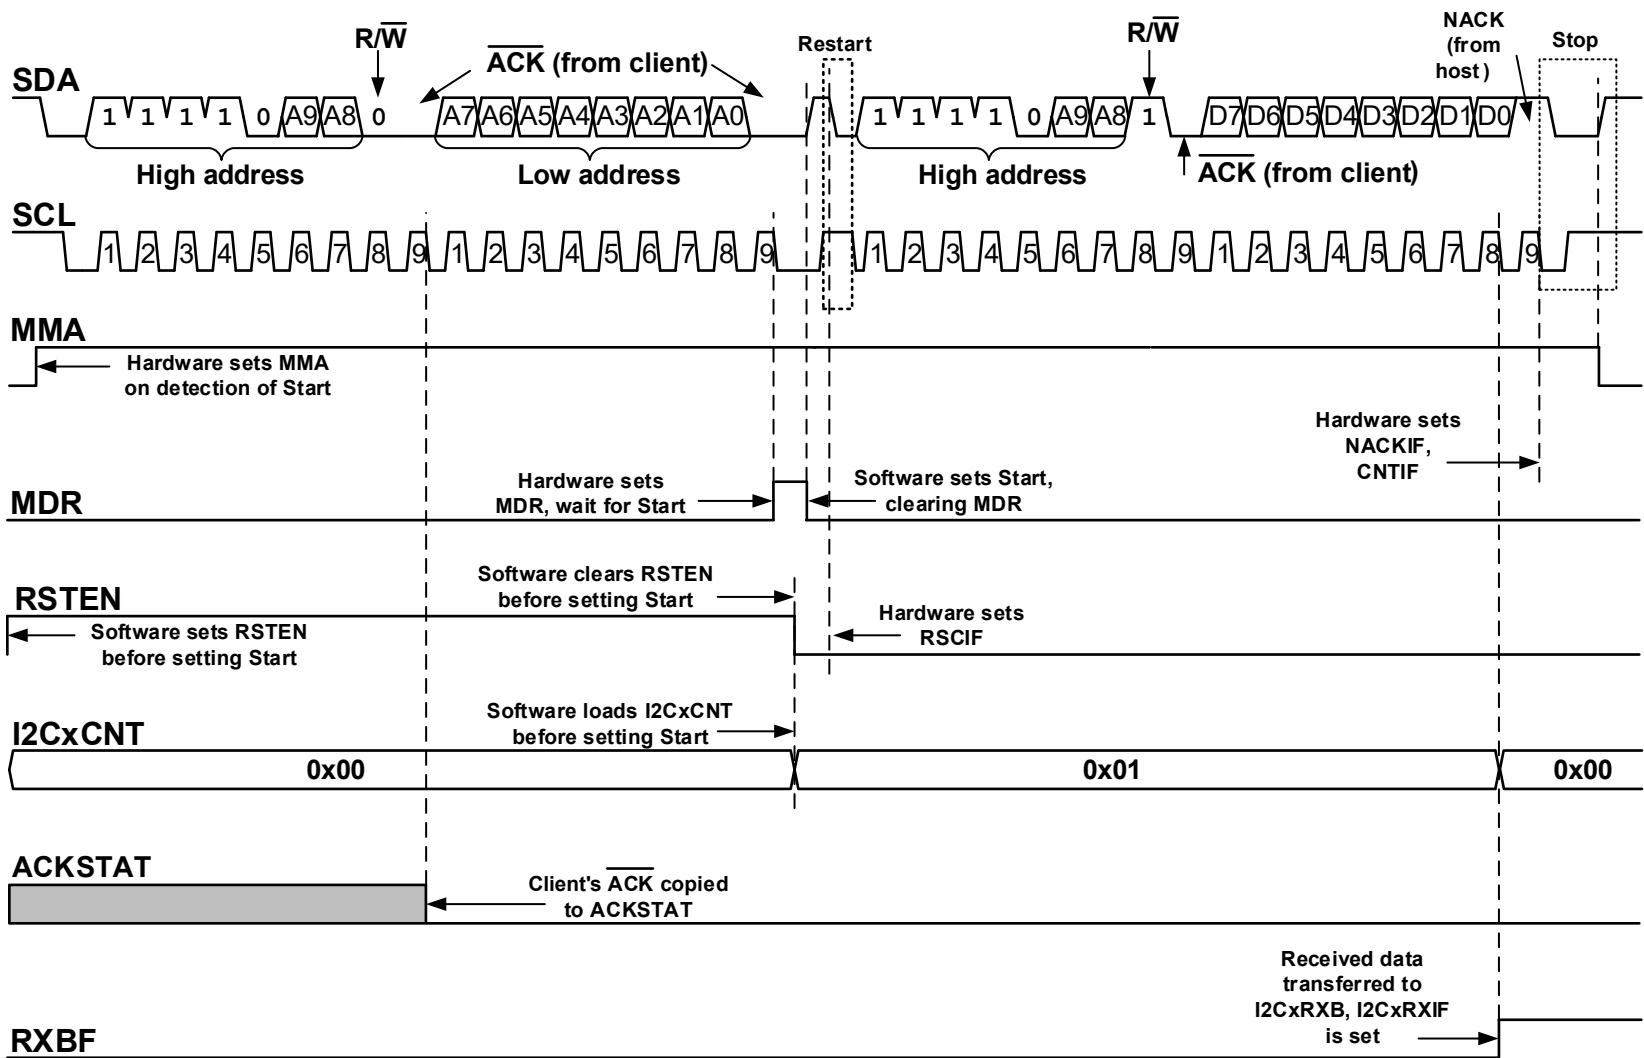 R/W
R/W
NACK
(from
host )
Restart
Stop
ACK (from client)
SDA
1 1 1 1 0 A9 A8 0 A7 A6 A5 A4 A3 A2 A1 A0 1 1 1 1 0 A9 A8 1 D7 D6 D5 D4 D3 D2 D1 D0
High address
Low address
High address
ACK (from client)
SCL
1 2 3 4 5 6 7 8 9 1 2 3 4 5 6 7 8 9 1 2 3 4 5 6 7 8 9 1 2 3 4 5 6 7 8 9
MMA
Hardware sets MMA
on detection of Start
Hardware sets
NACKIF,
CNTIF
MDR
Hardware sets
MDR, wait for Start
Software sets Start,
clearing MDR
RSTEN
Software sets RSTEN
before setting Start
Software clears RSTEN
before setting Start
Hardware sets
RSCIF
I2CxCNT
Software loads I2CxCNT
before setting Start
0x00
0x01
0x00
ACKSTAT
Client's ACK copied
to ACKSTAT
Received data
transferred to
I2CxRXB, I2CxRXIF
is set
RXBF